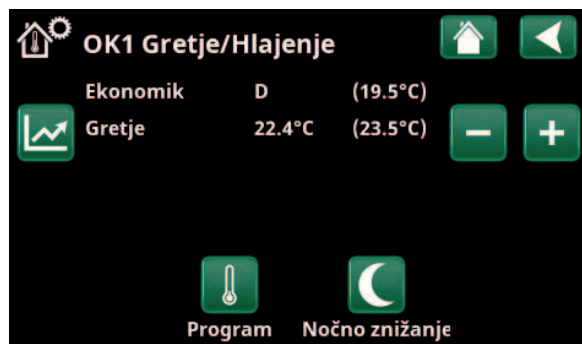 OK1 Gretje/Hlajenje
Ekonomik D (19.5°C)
Gretje 22.4°C (23.5°C)
Program Nočno znižanje